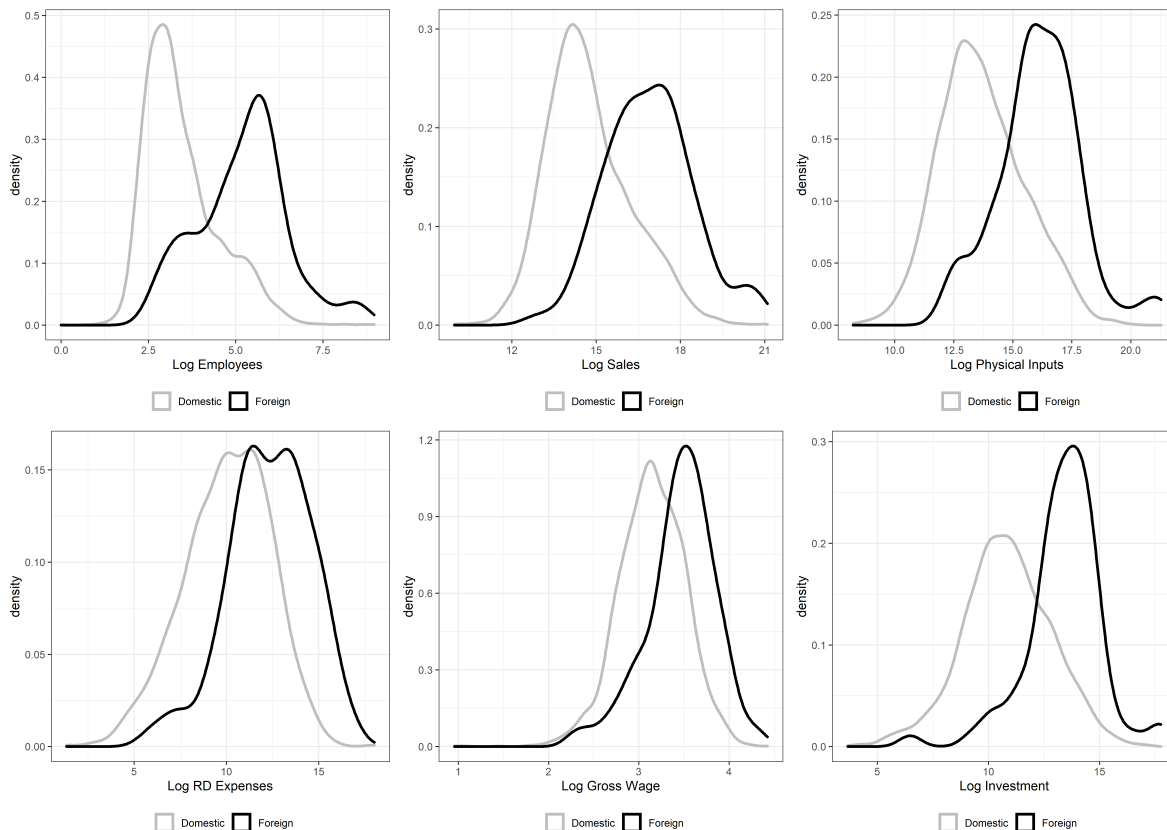 0.5
0.4
0.3
0.2
0.1
0.0
density
0.0 2.5 5.0 7.5
Log Employees
Domestic Foreign
0.3
0.2
0.1
0.0
density
12 15 18 21
Log Sales
Domestic Foreign
0.25
0.20
0.15
0.10
0.05
0.00
density
10.0 12.5 15.0 17.5 20.0
Log Physical Inputs
Domestic Foreign
0.15
0.10
0.05
0.00
density
5 10 15
Log RD Expenses
Domestic Foreign
1.2
0.9
0.6
0.3
0.0
density
1 2 3 4
Log Gross Wage
Domestic Foreign
0.3
0.2
0.1
0.0
density
5 10 15
Log Investment
Domestic Foreign